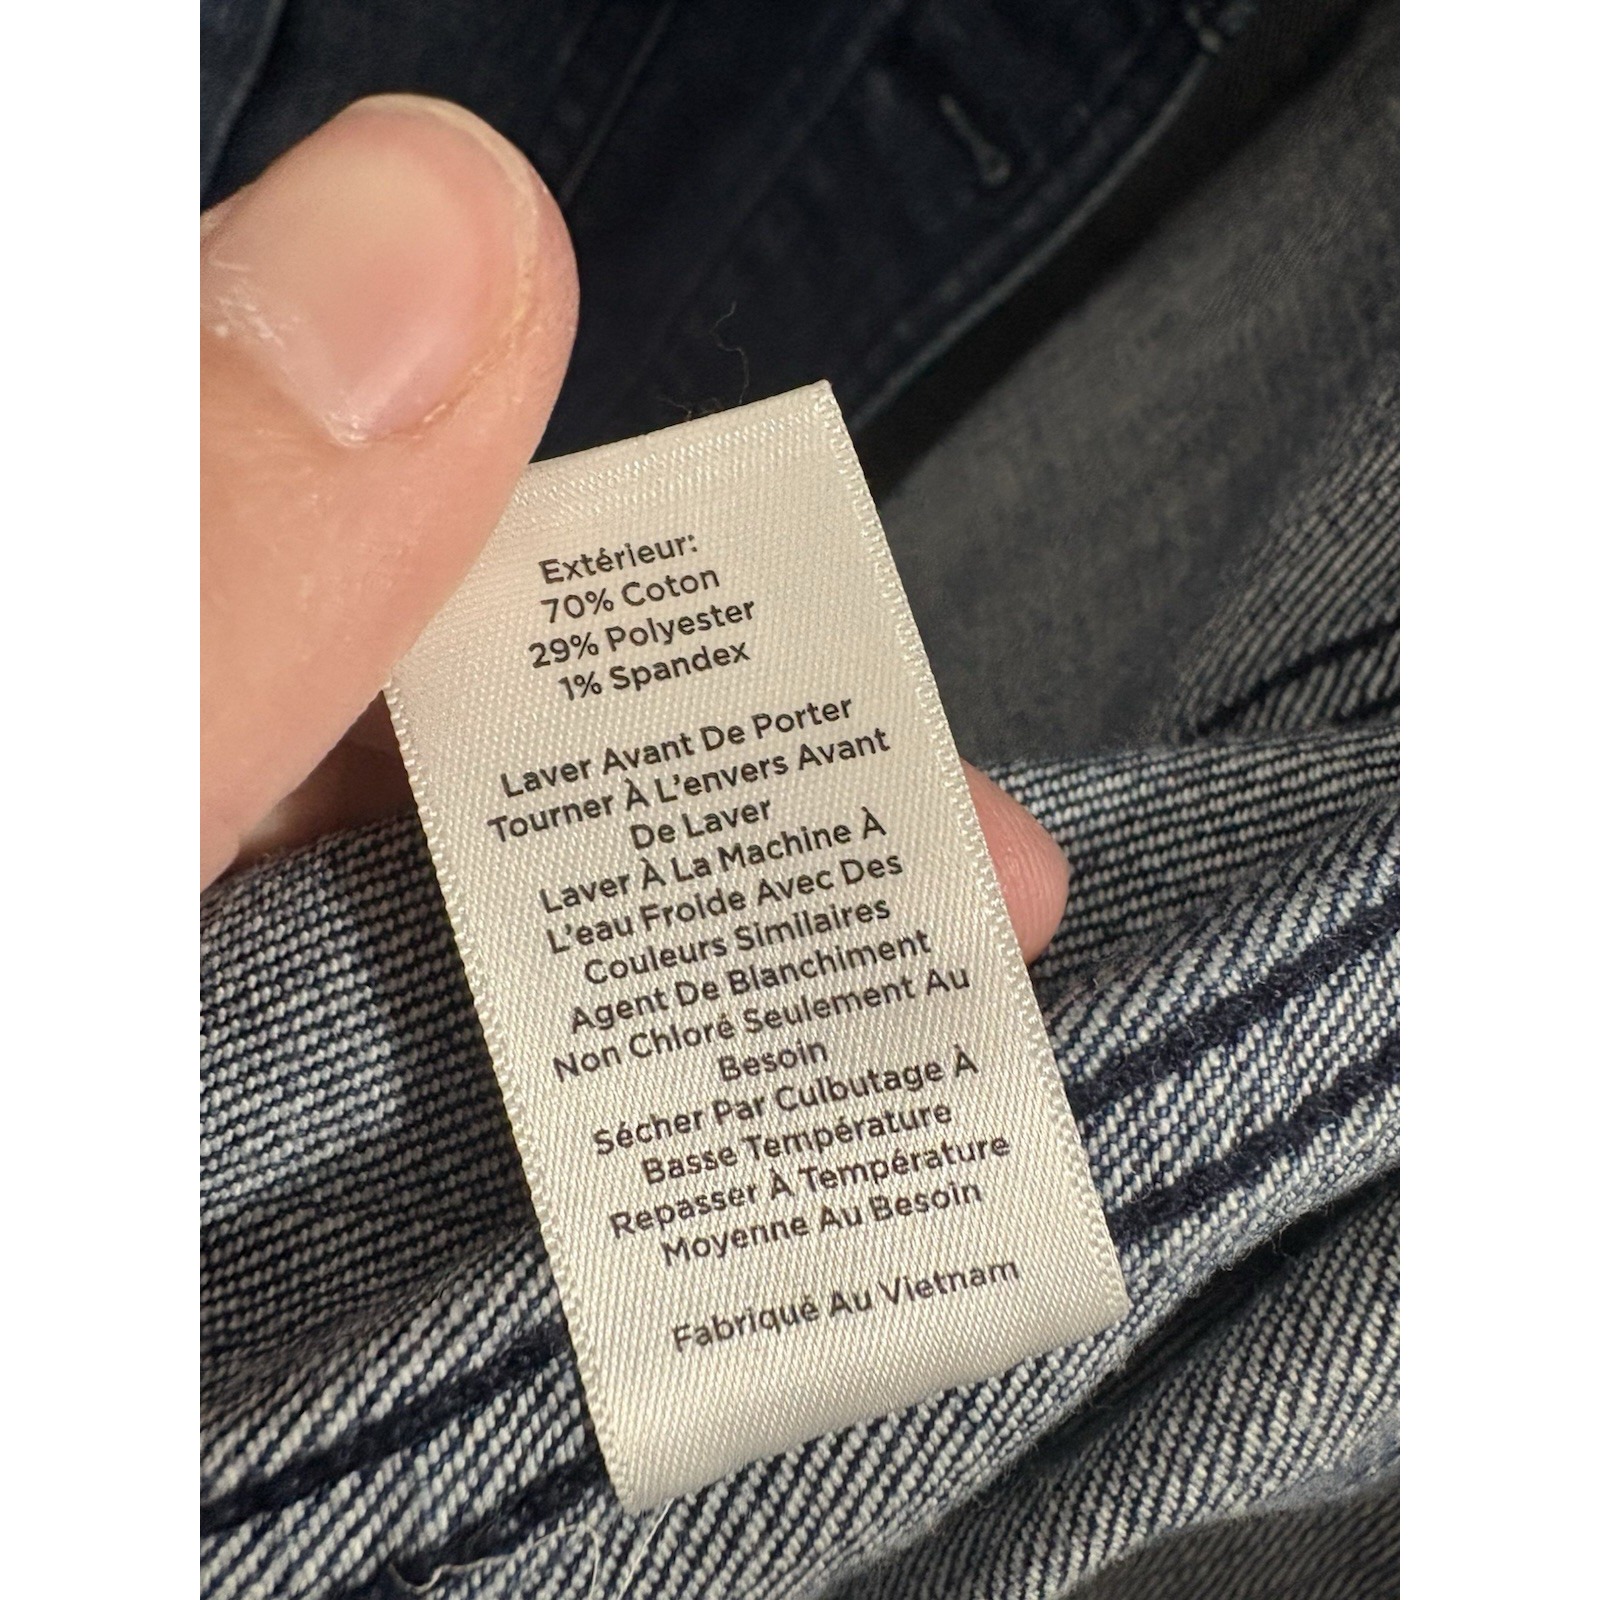 Extérieur:
70% Coton
29% Polyester
1% Spandex
Laver Avant De Porter
Tourner À L'envers Avant
De Laver
Laver À La Machine À
L'eau Froide Avec Des
Couleurs Similaires
Agent De Blanchiment
Non Chloré Seulement Au
Besoin
Sécher Par Culbutage À
Basse Température
Repasser À Température
Moyenne Au Besoin
Fabriqué Au Vietnam